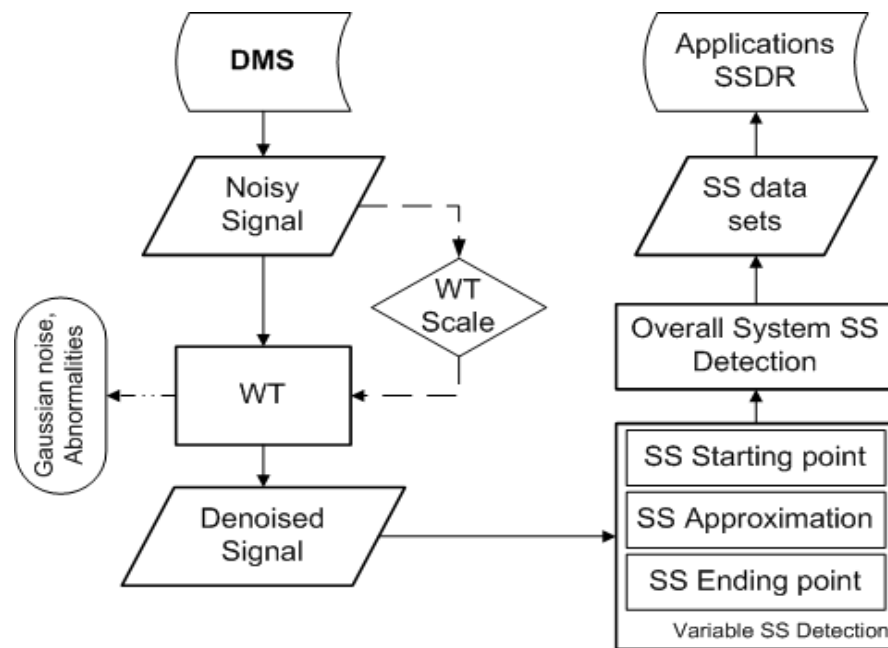 DMS
Noisy
Signal
WT
Scale
WT
Gaussian noise,
Abnormalities
Denoised
Signal
Applications
SSDR
SS data
sets
Overall System SS
Detection
SS Starting point
SS Approximation
SS Ending point
Variable SS Detection